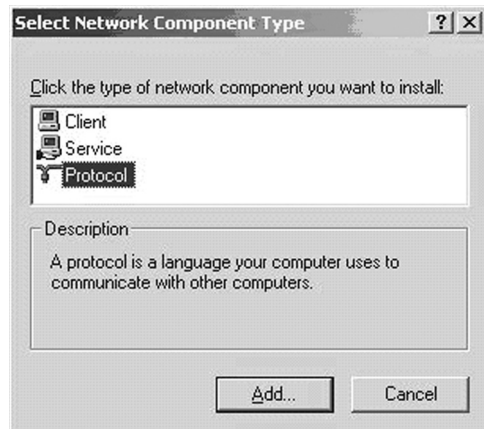 Select Network Component Type
Click the type of network component you want to install:
Client
Service
Protocol
Description
A protocol is a language your computer uses to
communicate with other computers.
Add... Cancel